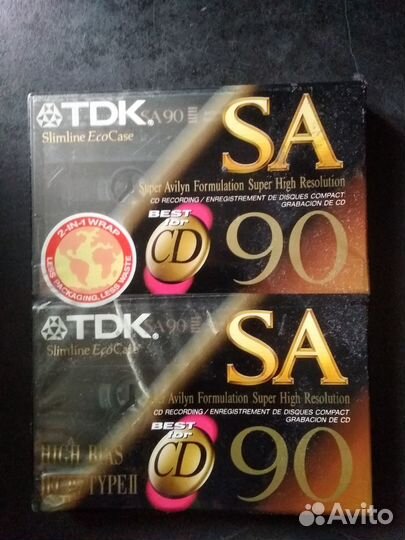 TDK
SA90
SA
Slimline EcoCase
Super Avilyn Formulation Super High Resolution
CD RECORDING / ENREGISTREMENT DE DISQUES COMPACT
GRABACION DE CD
2-IN-1 WRAP
LESS PACKAGING, LESS WASTE
BEST for CD
90
TDK
SA90
SA
Slimline EcoCase
Avilyn Formulation Super High Resolution
CD RECORDING / ENREGISTREMENT DE DISQUES COMPACT
GRABACION DE CD
BEST for CD
90
HIGH BIAS
TYPE II
Avito